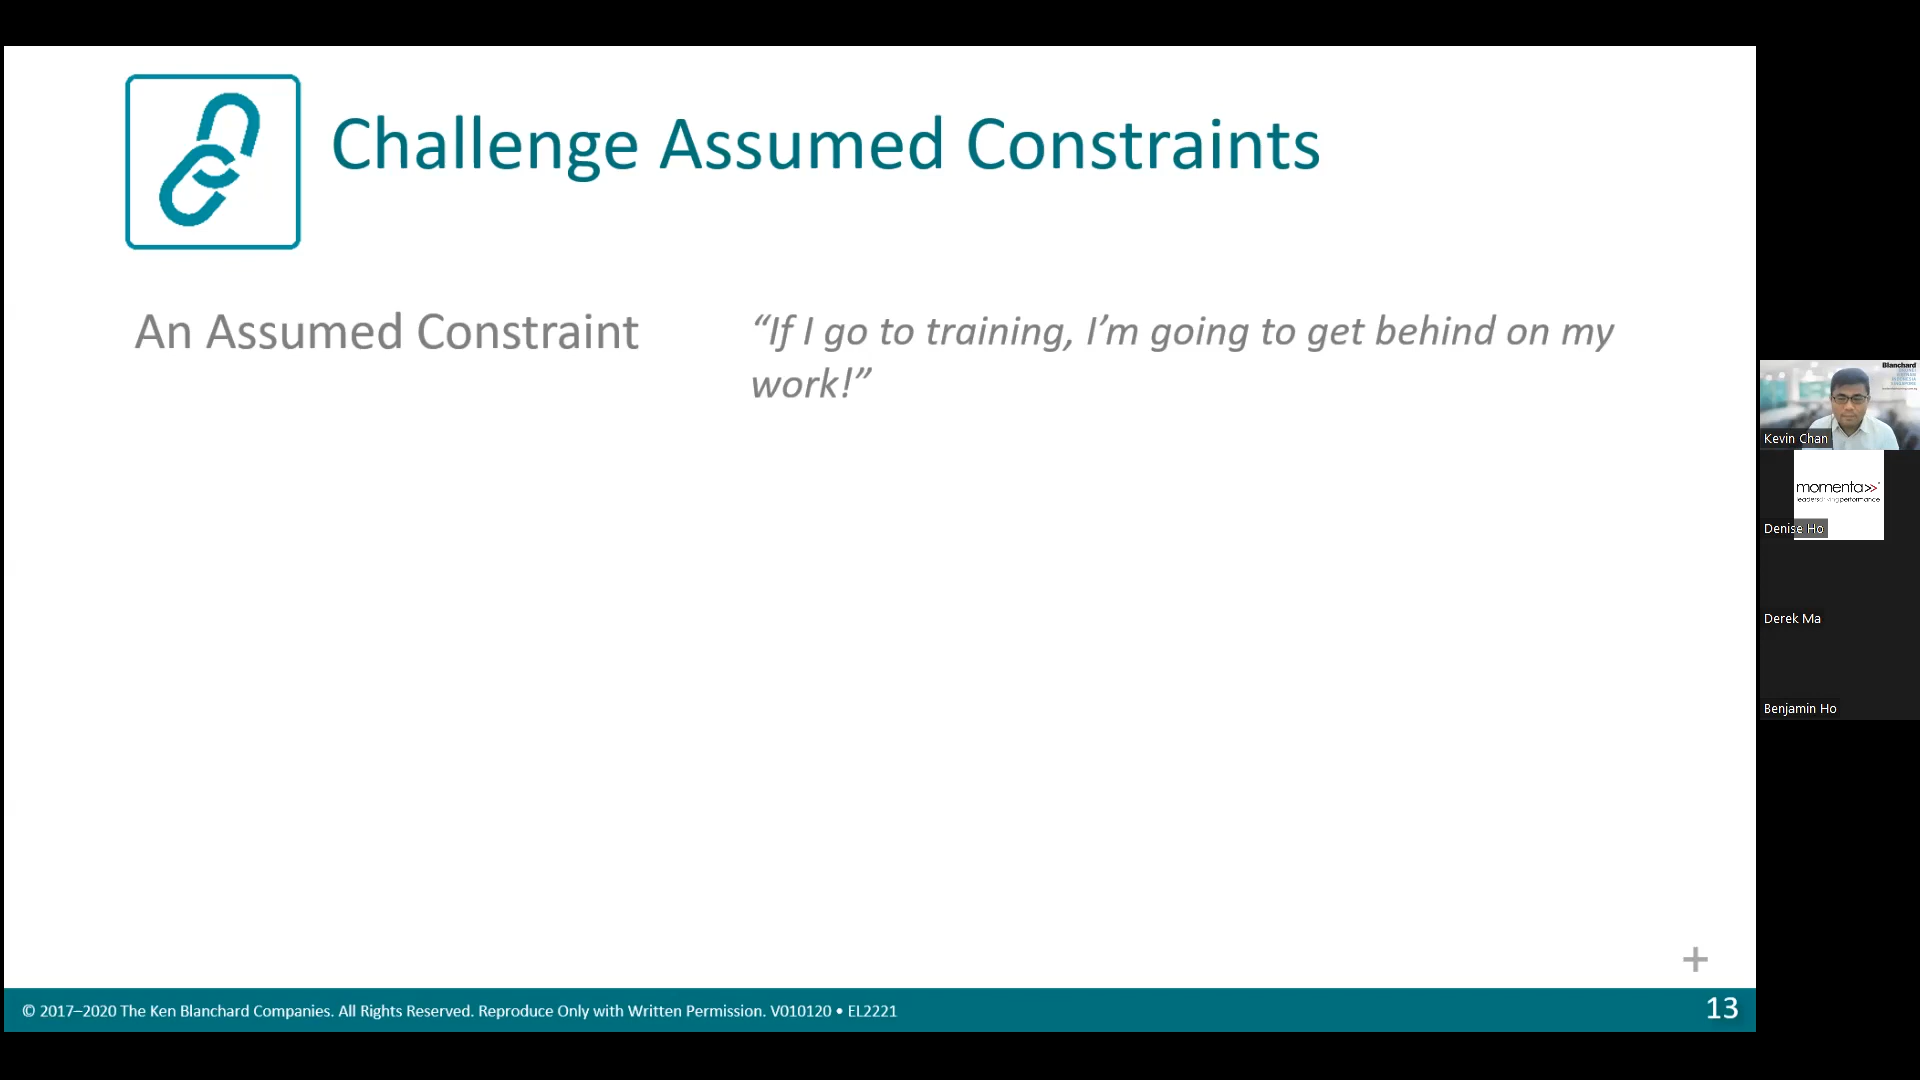 Challenge Assumed Constraints
An Assumed Constraint
“If I go to training, I’m going to get behind on my
work!”
+
© 2017–2020 The Ken Blanchard Companies. All Rights Reserved. Reproduce Only with Written Permission. V010120 • EL2221
13
Blanchard
Kevin Chan
momenta>>
leadersdrivingperformance
Denise Ho
Derek Ma
Benjamin Ho